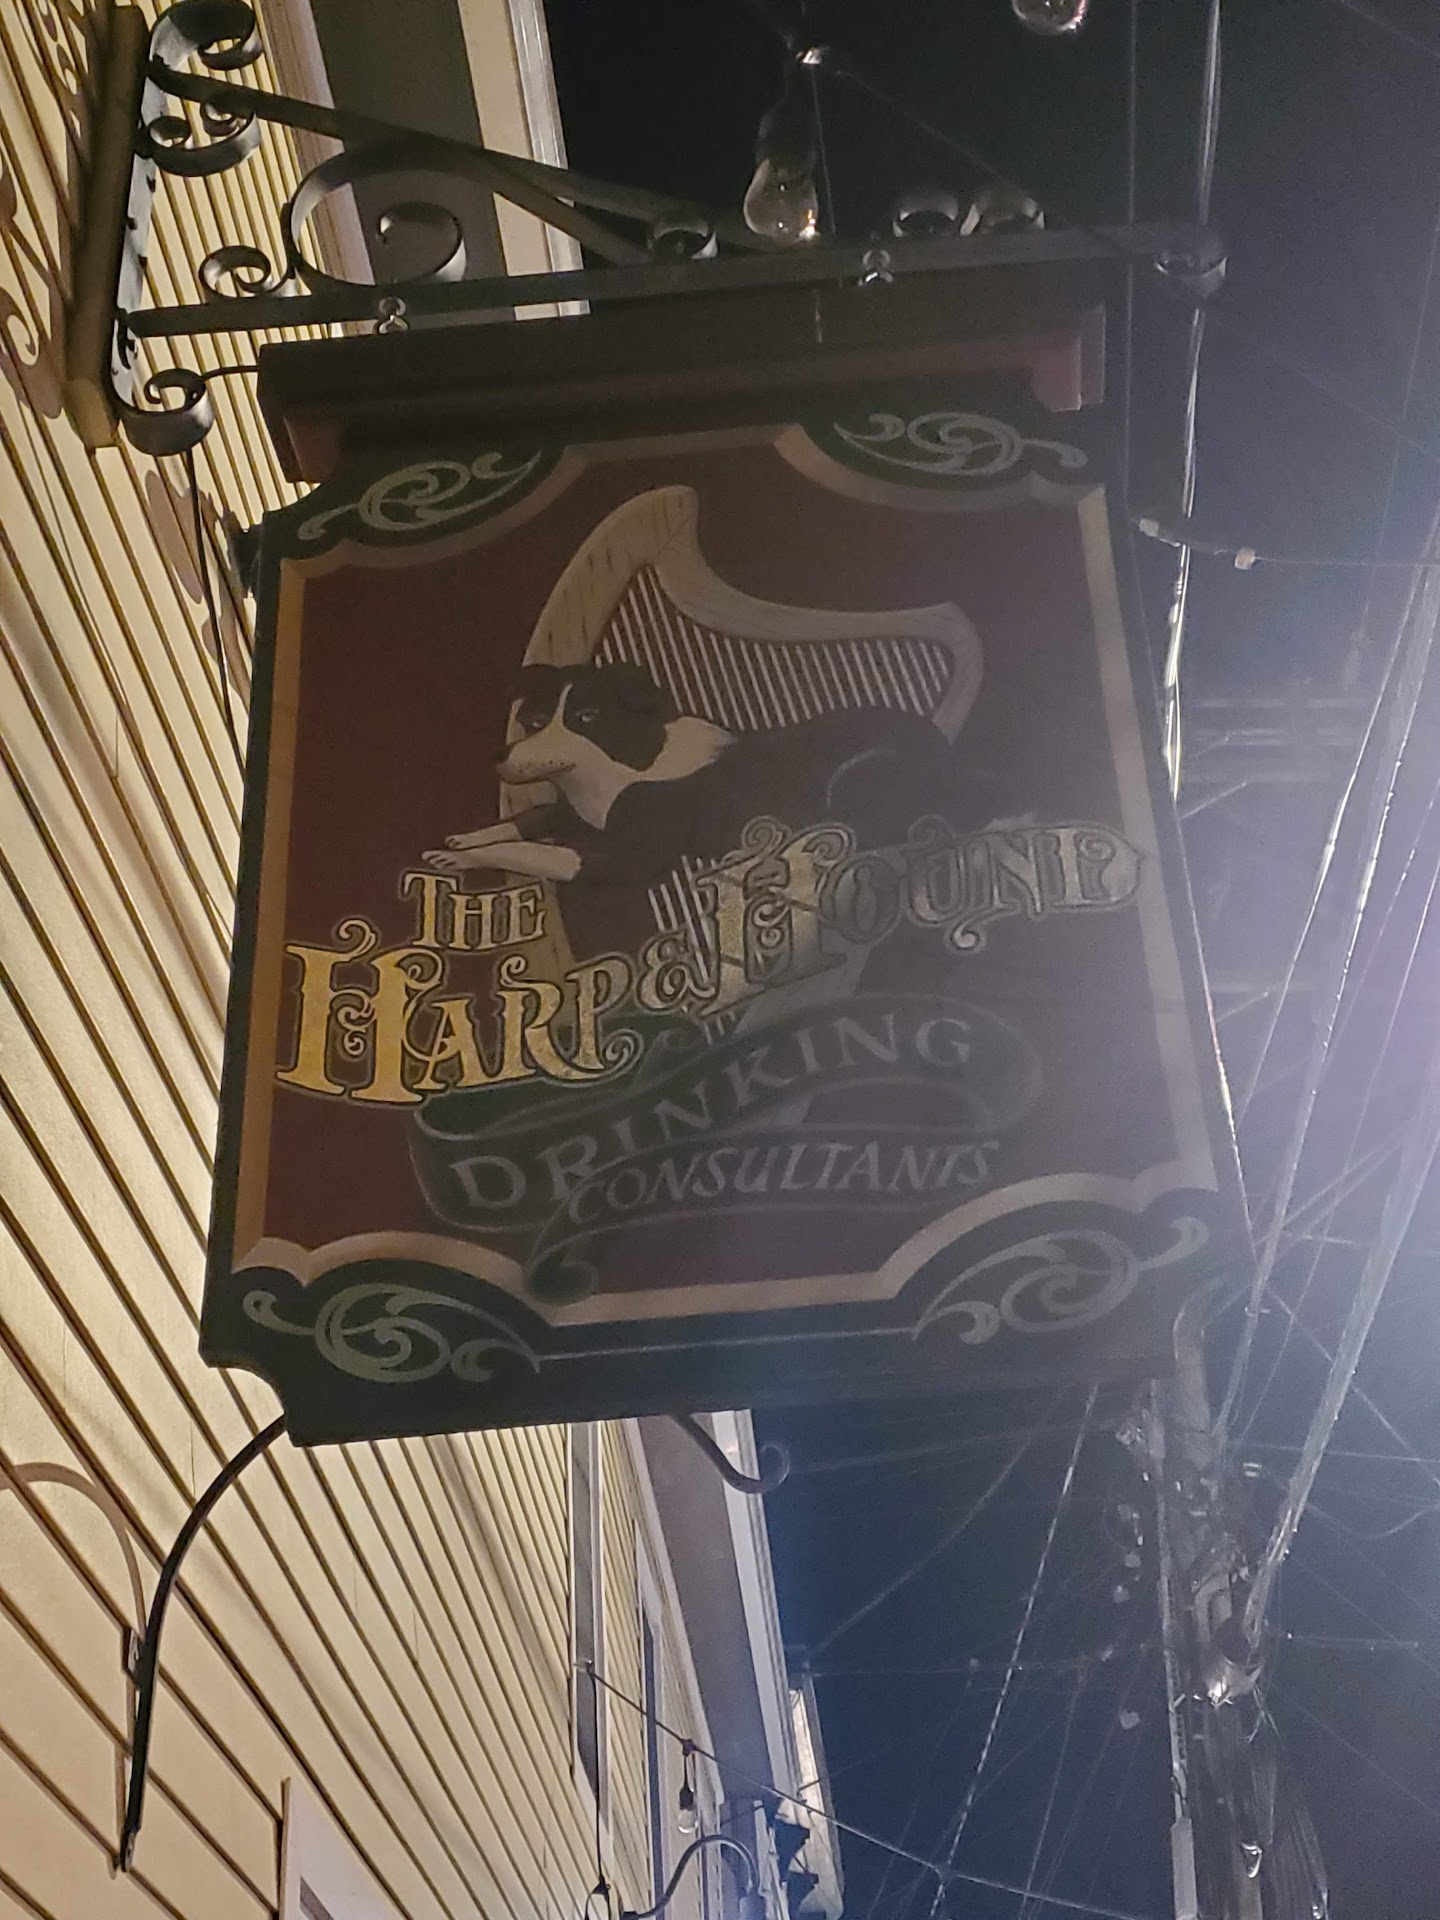 THE
HARP & HOUND
DRINKING
CONSULTANTS